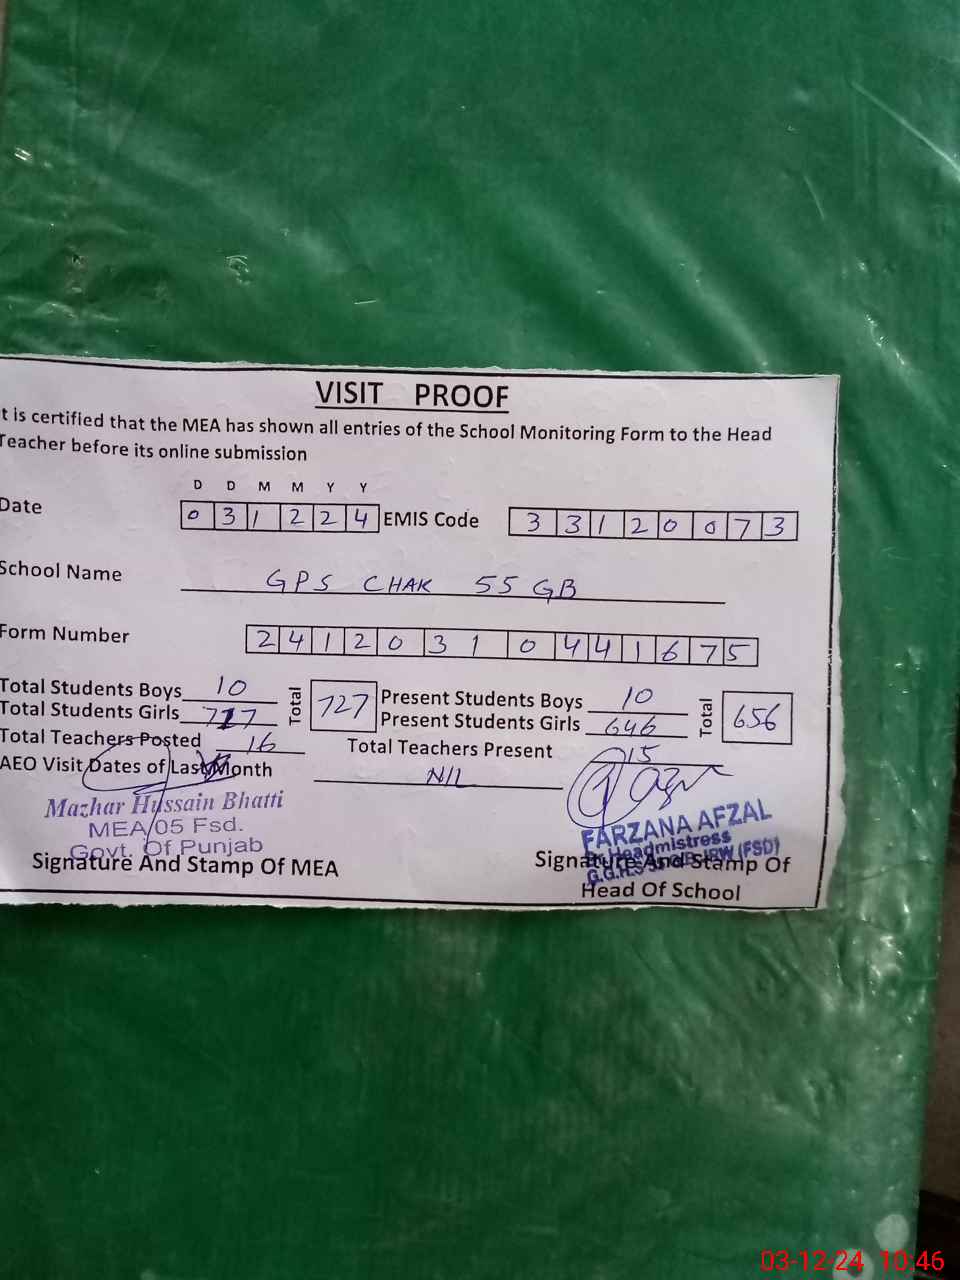 VISIT PROOF
t is certified that the MEA has shown all entries of the School Monitoring Form to the Head
Teacher before its online submission
D D M M Y Y
Date 0 3 1 2 2 4 EMIS Code 3 3 1 2 0 0 7 3
School Name GPS CHAK 55 GB
Form Number 2 4 1 2 0 3 1 0 4 4 1 6 7 5
Total Students Boys 10 Total 727 Present Students Boys 10 Total 656
Total Students Girls 717 Present Students Girls 646
Total Teachers Posted 16 Total Teachers Present 15
AEO Visit Dates of Last Month NIL
Mazhar Hussain Bhatti
MEA/05 Fsd.
Govt. Of Punjab
Signature And Stamp Of MEA
FARZANA AFZAL
Headmistress
(FSD)
Signature And Stamp Of
Head Of School
03-12-24 10:46